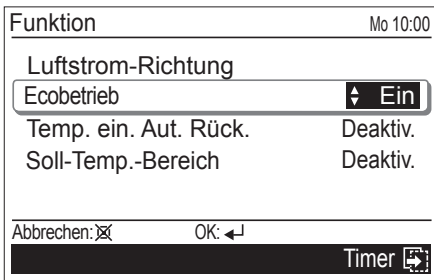 Funktion Mo 10:00
Luftstrom-Richtung
Ecobetrieb Ein
Temp. ein. Aut. Rück. Deaktiv.
Soll-Temp.-Bereich Deaktiv.
Abbrechen: OK:
Timer